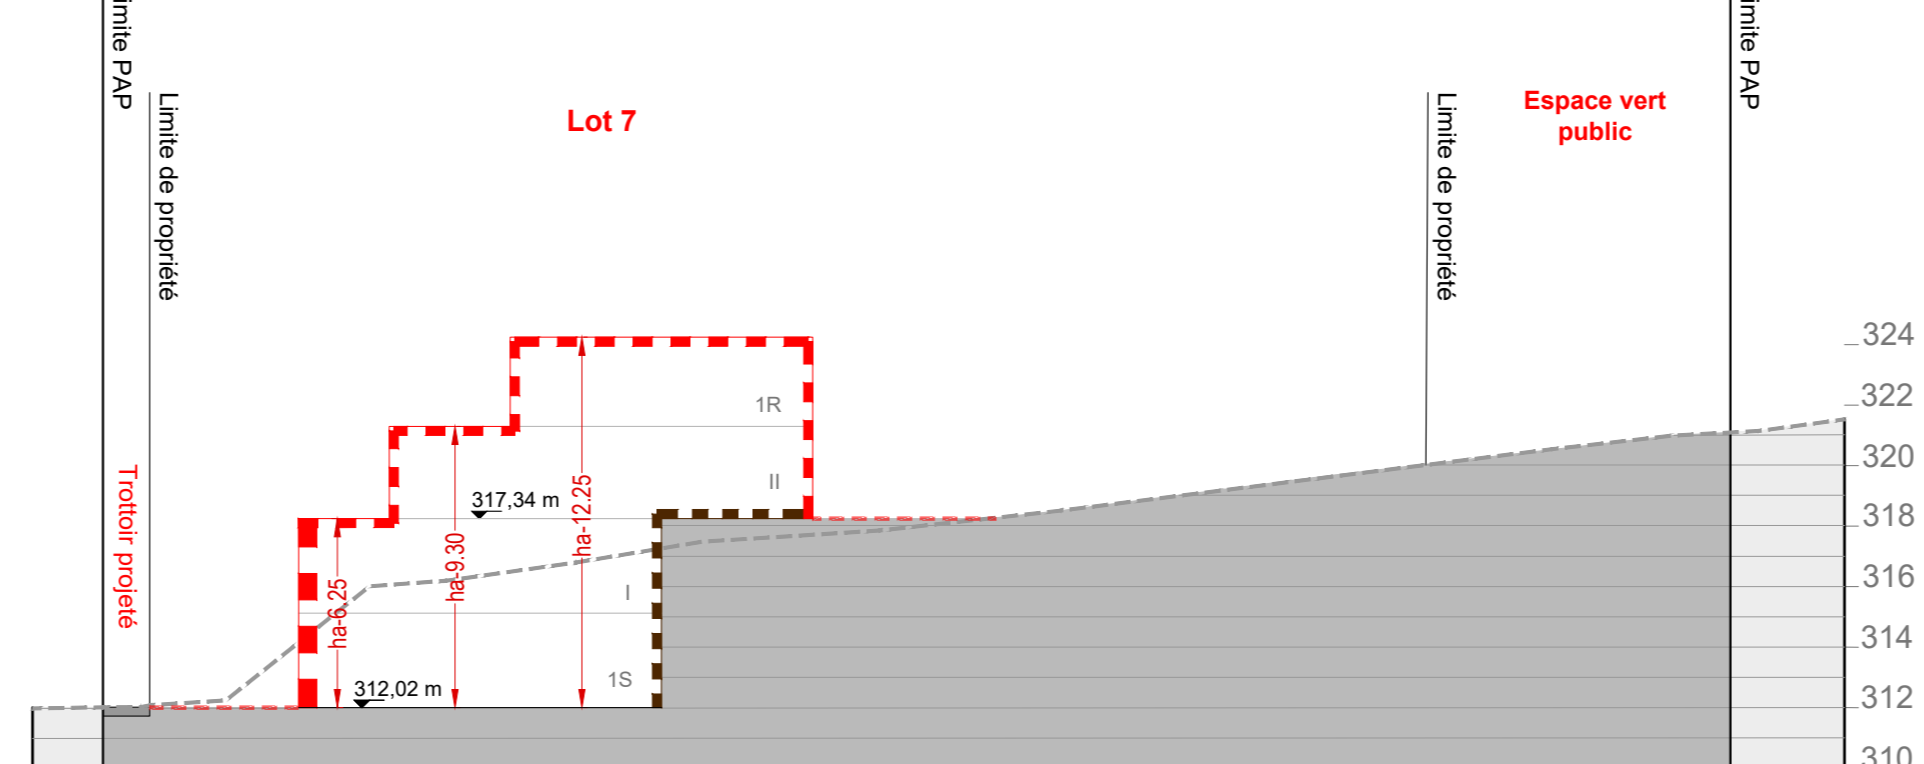 imite PAP
Limite de propriété
Lot 7
Limite de propriété
Espace vert
public
imite PAP
324
322
320
318
316
314
312
310
1R
II
317,34 m
I
1S
312,02 m
ha-6.25
ha-9.30
ha-12.25
Trottoir projeté